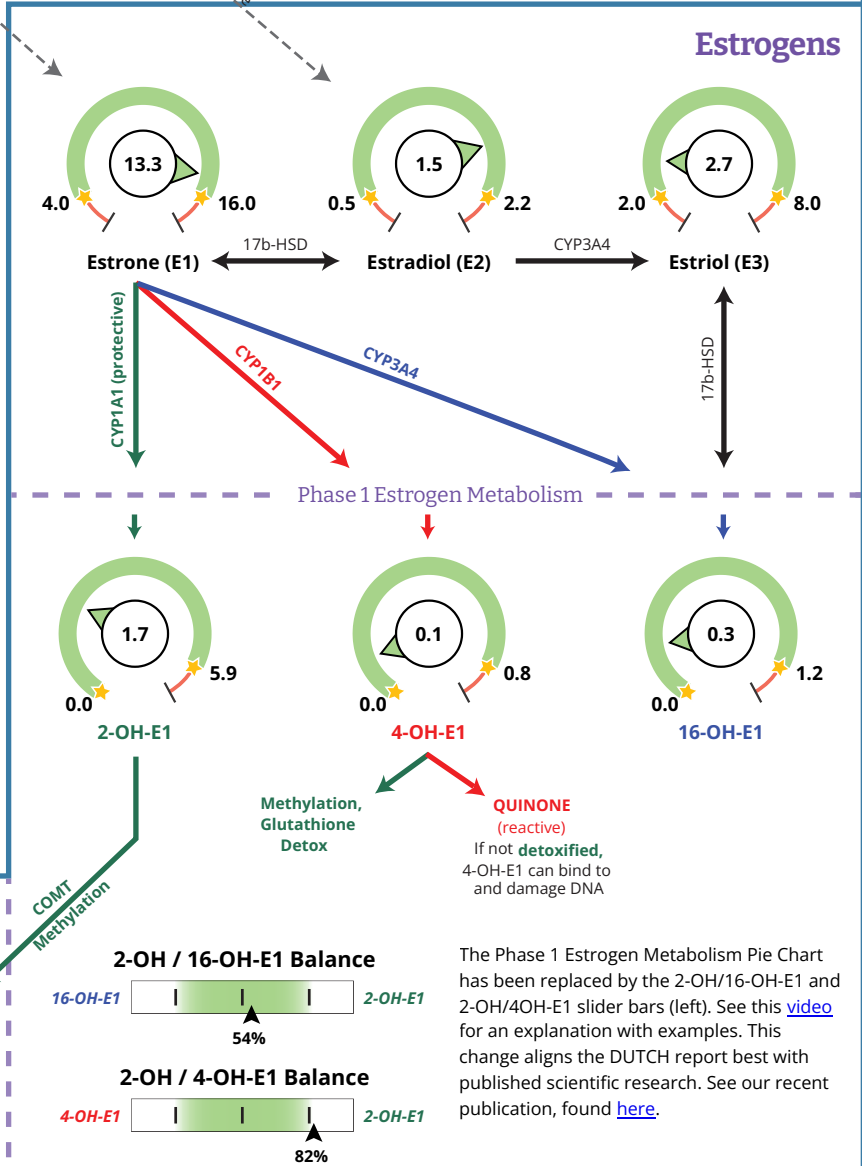 Estrogens
13.3
4.0
16.0
Estrone (E1)
17b-HSD
1.5
0.5
2.2
Estradiol (E2)
CYP3A4
2.7
2.0
8.0
Estriol (E3)
CYP1A1 (protective)
CYP1B1
CYP3A4
17b-HSD
Phase 1 Estrogen Metabolism
1.7
0.0
5.9
2-OH-E1
0.1
0.0
0.8
4-OH-E1
0.3
0.0
1.2
16-OH-E1
Methylation,
Glutathione
Detox
QUINONE
(reactive)
If not detoxified,
4-OH-E1 can bind to
and damage DNA
COMT
Methylation
2-OH / 16-OH-E1 Balance
16-OH-E1
2-OH-E1
54%
2-OH / 4-OH-E1 Balance
4-OH-E1
2-OH-E1
82%
The Phase 1 Estrogen Metabolism Pie Chart
has been replaced by the 2-OH/16-OH-E1 and
2-OH/4OH-E1 slider bars (left). See this video
for an explanation with examples. This
change aligns the DUTCH report best with
published scientific research. See our recent
publication, found here.